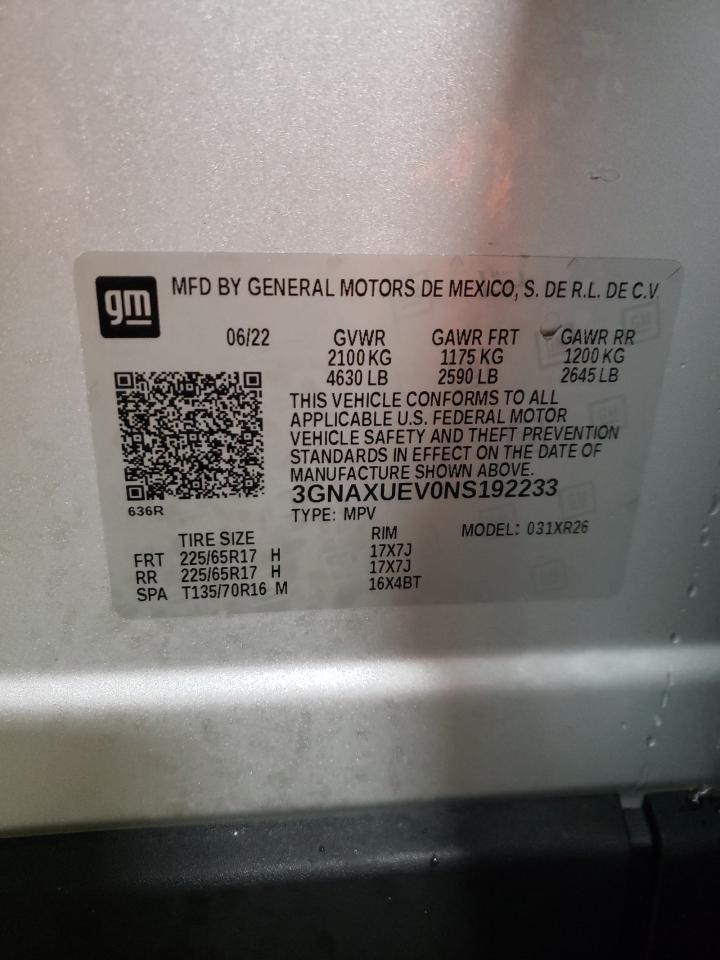 gm
MFD BY GENERAL MOTORS DE MEXICO, S. DE R.L. DE C.V.
06/22 GVWR GAWR FRT GAWR RR
2100 KG 1175 KG 1200 KG
4630 LB 2590 LB 2645 LB
THIS VEHICLE CONFORMS TO ALL
APPLICABLE U.S. FEDERAL MOTOR
VEHICLE SAFETY AND THEFT PREVENTION
STANDARDS IN EFFECT ON THE DATE OF
MANUFACTURE SHOWN ABOVE.
3GNAXUEV0NS192233
636R
TYPE: MPV MODEL: 031XR26
TIRE SIZE RIM
FRT 225/65R17 H 17X7J
RR 225/65R17 H 17X7J
SPA T135/70R16 M 16X4BT